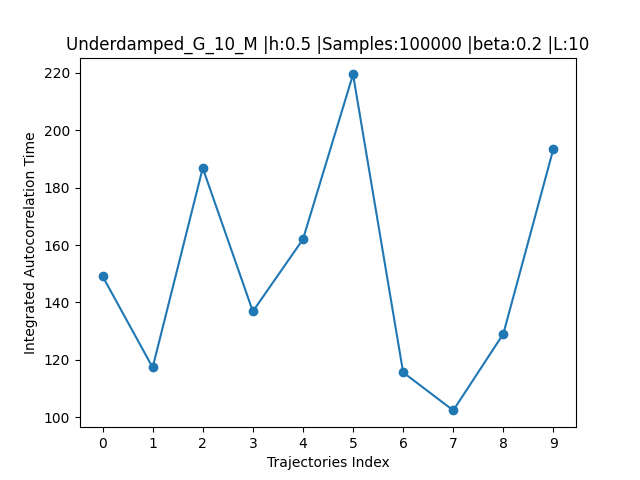 Underdamped_G_10_M |h:0.5 |Samples:100000 |beta:0.2 |L:10
Integrated Autocorrelation Time
220
200
180
160
140
120
100
0 1 2 3 4 5 6 7 8 9
Trajectories Index